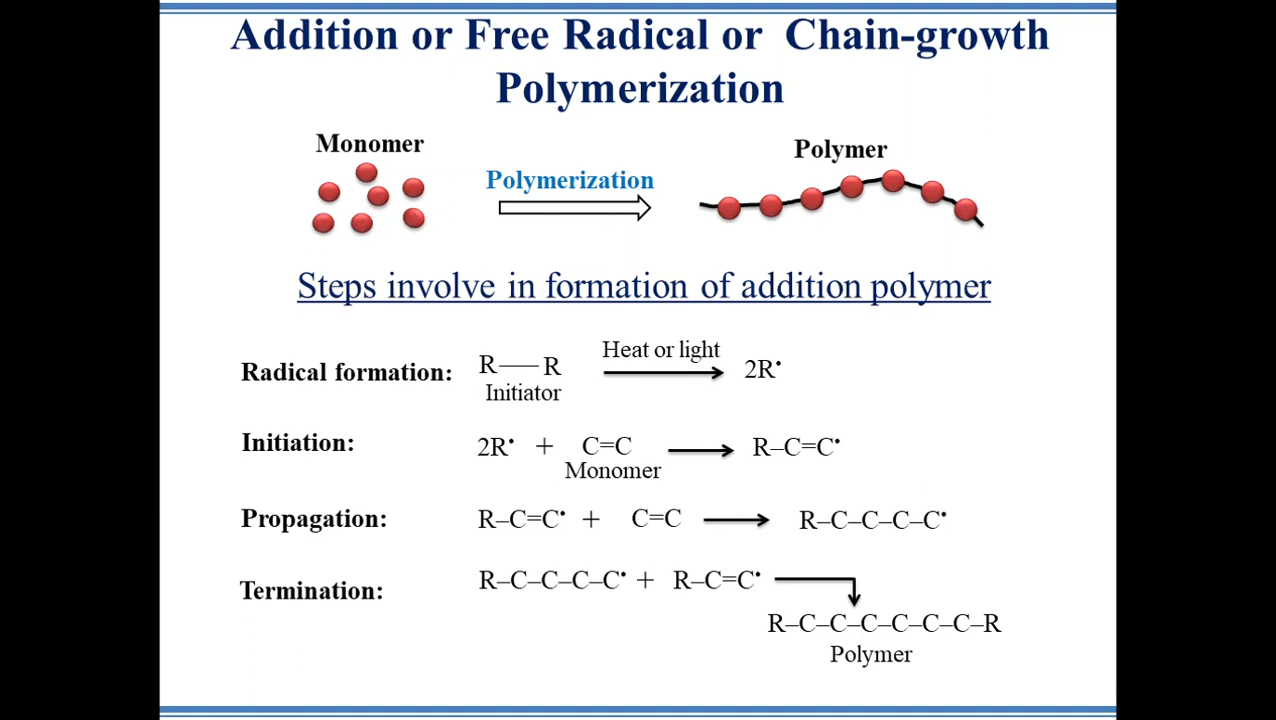 Addition or Free Radical or Chain-growth
Polymerization
Monomer
Polymerization
Polymer
Steps involve in formation of addition polymer
Radical formation: R—R Heat or light 2R•
Initiator
Initiation: 2R• + C=C R–C=C•
Monomer
Propagation: R–C=C• + C=C R–C–C–C–C•
Termination: R–C–C–C–C• + R–C=C•
R–C–C–C–C–C–C–R
Polymer